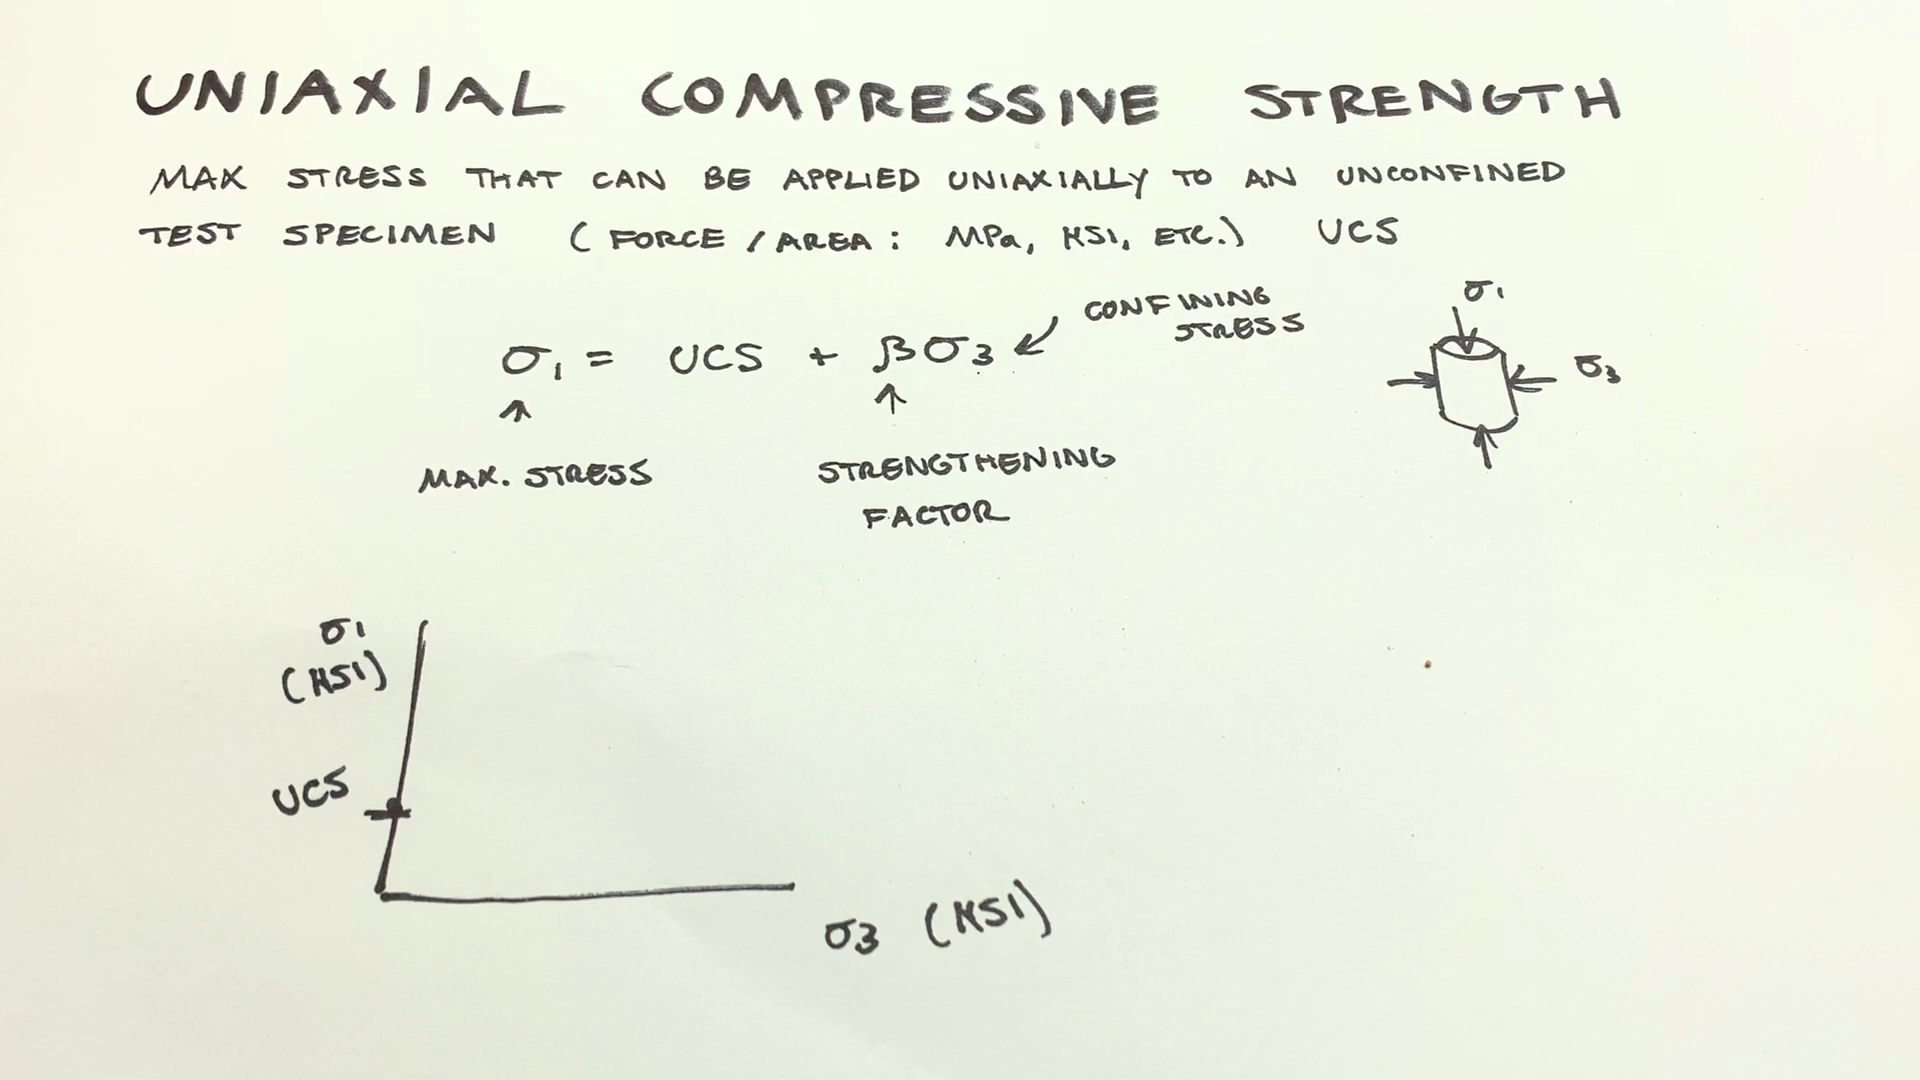 UNIAXIAL COMPRESSIVE STRENGTH
MAX STRESS THAT CAN BE APPLIED UNIAXIALLY TO AN UNCONFINED
TEST SPECIMEN (FORCE / AREA: MPa, KSI, ETC.) UCS
CONFINING
STRESS
σ1 = UCS + βσ3
MAX. STRESS
STRENGTHENING
FACTOR
σ1
σ3
σ1
(KSI)
UCS
σ3 (KSI)